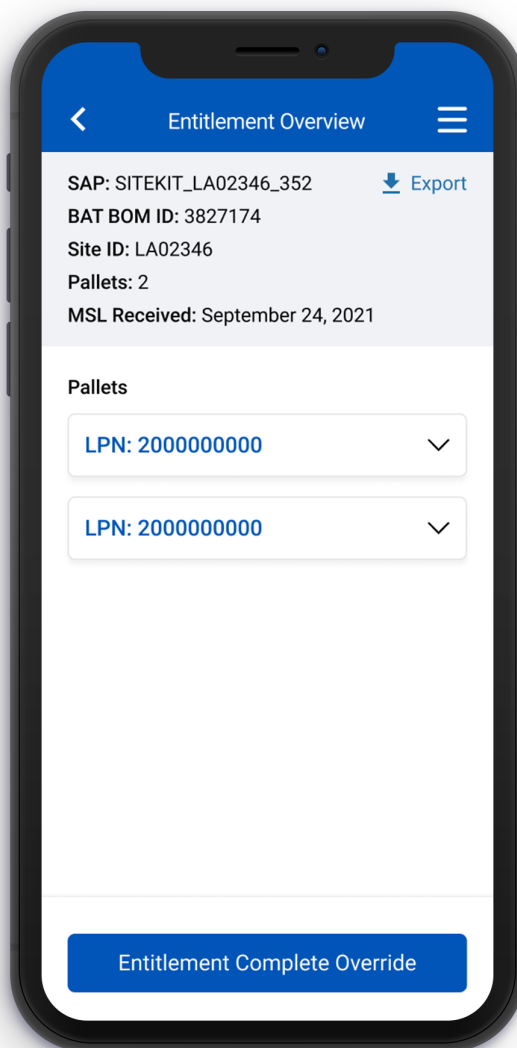 Entitlement Overview
SAP: SITEKIT_LA02346_352
Export
BAT BOM ID: 3827174
Site ID: LA02346
Pallets: 2
MSL Received: September 24, 2021
Pallets
LPN: 2000000000
LPN: 2000000000
Entitlement Complete Override